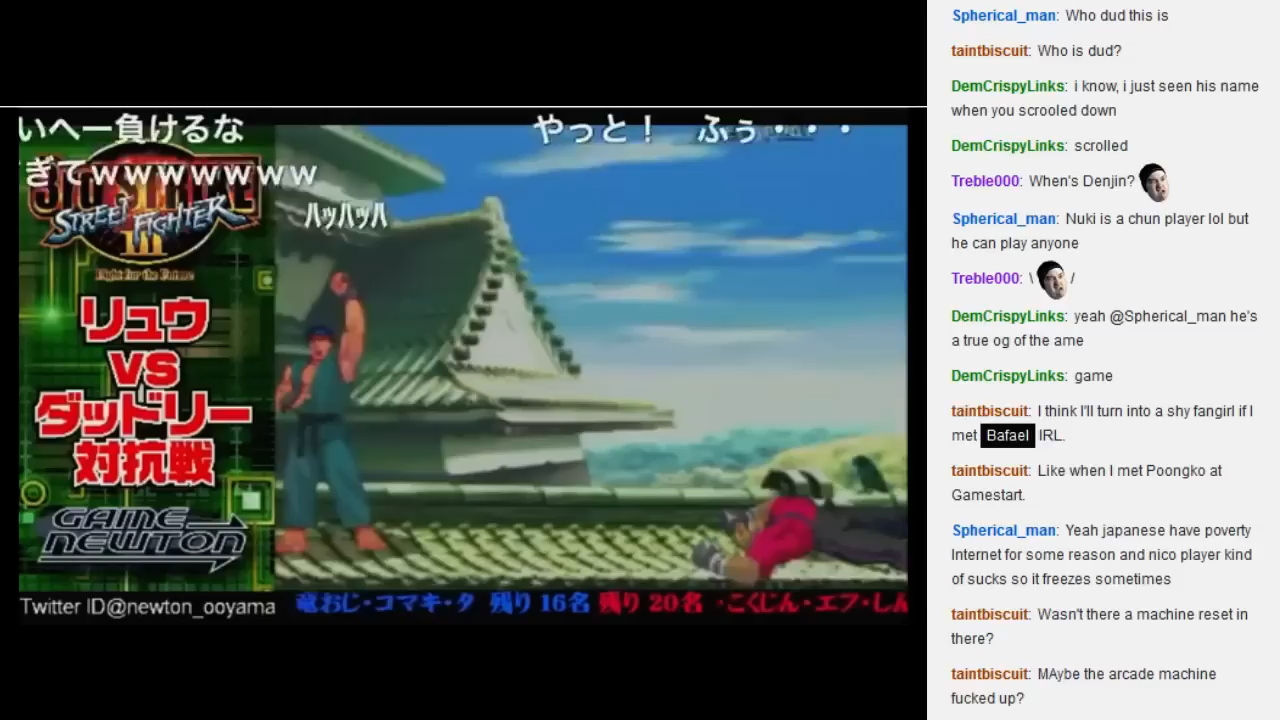 いへー負けるな
やっと！ ふぅ・・・
ぎてwwwwwww
ﾊｯﾊｯﾊ
3rd STRIKE
STREET FIGHTER
III
Fight for the Future
リュウ
vs
ダッドリー
対抗戦
GAME
NEWTON
Twitter ID@newton_ooyama
竜おじ・コマキ・タ 残り16名 残り 20名 ・こくじん・エフ・しん
Spherical_man: Who dud this is
taintbiscuit: Who is dud?
DemCrispyLinks: i know, i just seen his name
when you scrooled down
DemCrispyLinks: scrolled
Treble000: When's Denjin?
Spherical_man: Nuki is a chun player lol but
he can play anyone
Treble000: \ /
DemCrispyLinks: yeah @Spherical_man he's
a true og of the ame
DemCrispyLinks: game
taintbiscuit: I think I'll turn into a shy fangirl if I
met Bafael IRL.
taintbiscuit: Like when I met Poongko at
Gamestart.
Spherical_man: Yeah japanese have poverty
Internet for some reason and nico player kind
of sucks so it freezes sometimes
taintbiscuit: Wasn't there a machine reset in
there?
taintbiscuit: MAybe the arcade machine
fucked up?